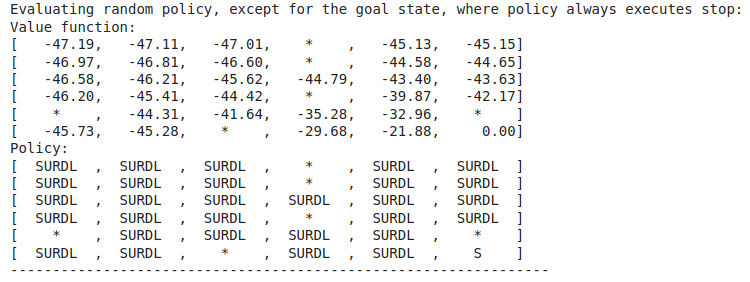 Evaluating random policy, except for the goal state, where policy always executes stop:
Value function:
[   -47.19,   -47.11,   -47.01,   *    ,   -45.13,   -45.15]
[   -46.97,   -46.81,   -46.60,   *    ,   -44.58,   -44.65]
[   -46.58,   -46.21,   -45.62,  -44.79,   -43.40,   -43.63]
[   -46.20,   -45.41,   -44.42,   *    ,   -39.87,   -42.17]
[    *    ,   -44.31,   -41.64,  -35.28,   -32.96,   *     ]
[   -45.73,   -45.28,    *    ,  -29.68,   -21.88,     0.00]
Policy:
[  SURDL  ,  SURDL  ,  SURDL  ,    *    ,  SURDL  ,  SURDL  ]
[  SURDL  ,  SURDL  ,  SURDL  ,    *    ,  SURDL  ,  SURDL  ]
[  SURDL  ,  SURDL  ,  SURDL  ,  SURDL  ,  SURDL  ,  SURDL  ]
[  SURDL  ,  SURDL  ,  SURDL  ,    *    ,  SURDL  ,  SURDL  ]
[    *    ,  SURDL  ,  SURDL  ,  SURDL  ,  SURDL  ,    *    ]
[  SURDL  ,  SURDL  ,    *    ,  SURDL  ,  SURDL  ,    S    ]
----------------------------------------------------------------